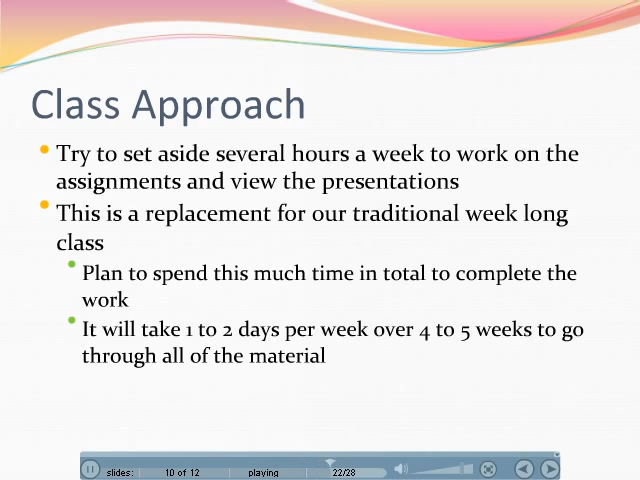 Class Approach
Try to set aside several hours a week to work on the
assignments and view the presentations
This is a replacement for our traditional week long
class
Plan to spend this much time in total to complete the
work
It will take 1 to 2 days per week over 4 to 5 weeks to go
through all of the material
slides: 10 of 12 playing 22/28